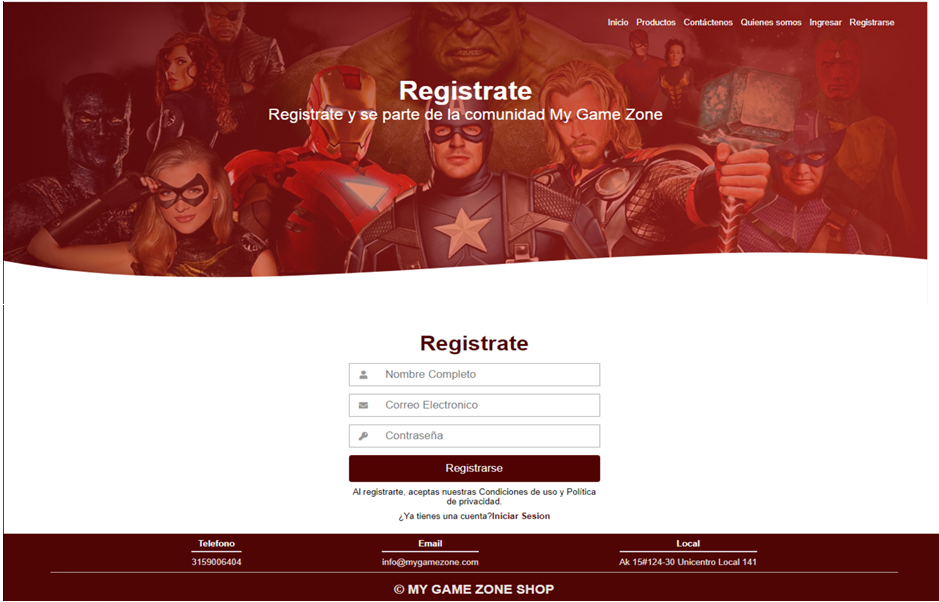 Inicio Productos Contáctenos Quienes somos Ingresar Registrarse
Registrate
Registrate y se parte de la comunidad My Game Zone
Registrate
Nombre Completo
Correo Electronico
Contraseña
Registrarse
Al registrarte, aceptas nuestras Condiciones de uso y Política
de privacidad.
¿Ya tienes una cuenta?Iniciar Sesion
Telefono Email Local
3159006404 info@mygamezone.com Ak 15#124-30 Unicentro Local 141
© MY GAME ZONE SHOP